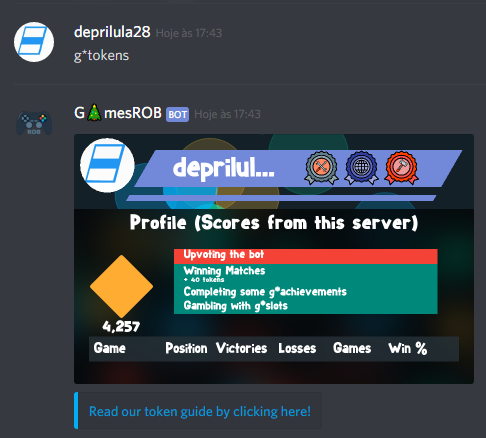 deprilula28 Hoje às 17:43
g*tokens
G🎄mesROB BOT Hoje às 17:43
ROB
deprilul...
Profile (Scores from this server)
Upvoting the bot
Winning Matches
+ 40 tokens
Completing some g*achievements
Gambling with g*slots
4,257
Game Position Victories Losses Games Win %
Read our token guide by clicking here!